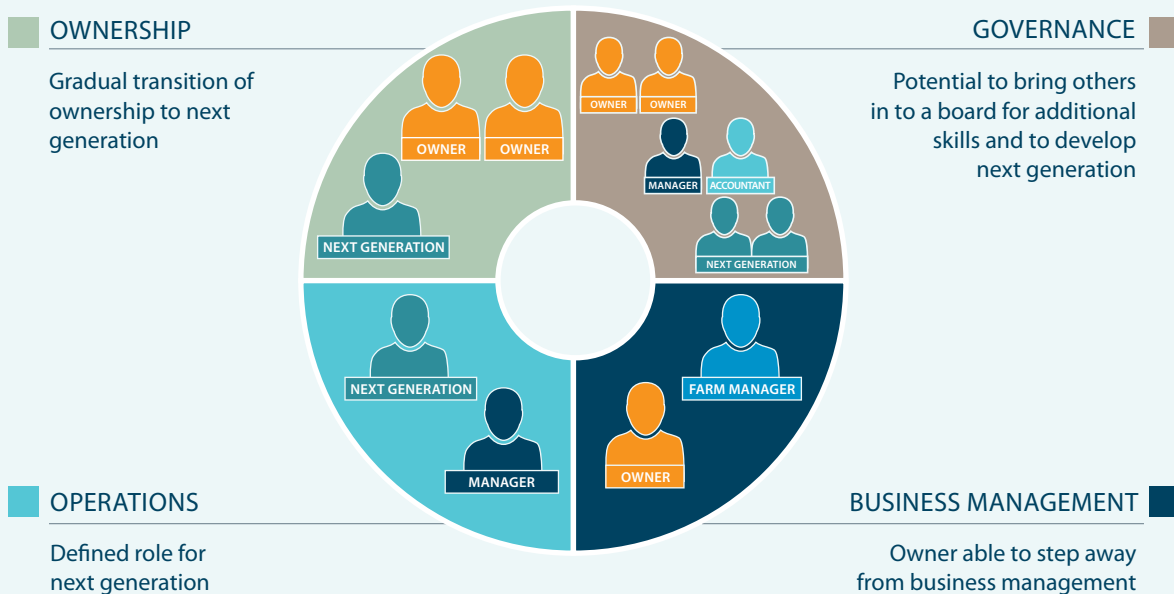 OWNERSHIP
Gradual transition of
ownership to next
generation
GOVERNANCE
Potential to bring others
in to a board for additional
skills and to develop
next generation
OWNER
OWNER
NEXT GENERATION
OWNER
OWNER
MANAGER
ACCOUNTANT
NEXT GENERATION
NEXT GENERATION
MANAGER
FARM MANAGER
OWNER
OPERATIONS
Defined role for
next generation
BUSINESS MANAGEMENT
Owner able to step away
from business management